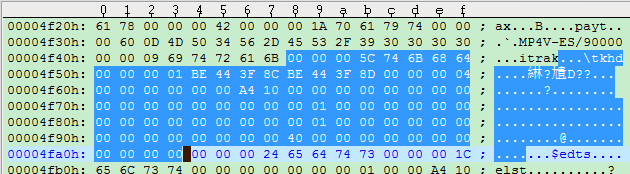 0 1 2 3 4 5 6 7 8 9 a b c d e f
00004f20h: 61 78 00 00 00 42 00 00 00 1A 70 61 79 74 00 00 ; ax...B....payt..
00004f30h: 00 60 0D 4D 50 34 56 2D 45 53 2F 39 30 30 30 30 ; .`.MP4V-ES/90000
00004f40h: 00 00 09 69 74 72 61 6B 00 00 00 5C 74 6B 68 64 ; ...itrak...\tkhd
00004f50h: 00 00 00 01 BE 44 3F 8C BE 44 3F 8D 00 00 00 04 ; ....綝?尵D??....
00004f60h: 00 00 00 00 00 00 A4 10 00 00 00 00 00 00 00 00 ; ......?.........
00004f70h: 00 00 00 00 00 00 00 00 00 01 00 00 00 00 00 00 ; ................
00004f80h: 00 00 00 00 00 00 00 00 00 01 00 00 00 00 00 00 ; ................
00004f90h: 00 00 00 00 00 00 00 00 40 00 00 00 00 00 00 00 ; ........@.......
00004fa0h: 00 00 00 00 00 00 00 24 65 64 74 73 00 00 00 1C ; .......$edts....
00004fb0h: 65 6C 73 74 00 00 00 00 00 00 00 01 00 00 A4 10 ; elst..........?